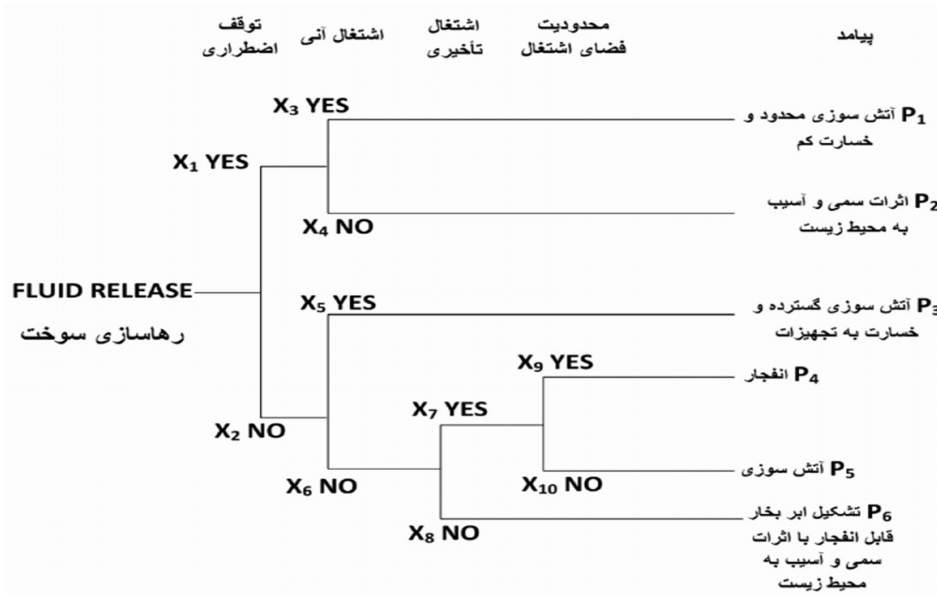 توقف اضطراری
اشتغال آنی
اشتغال تأخیری
محدودیت فضای اشتغال
پیامد
X₃ YES
P₁ آتش سوزی محدود و
خسارت کم
X₁ YES
X₄ NO
P₂ اثرات سمی و آسیب
به محیط زیست
FLUID RELEASE
رهاسازی سوخت
X₅ YES
P₃ آتش سوزی گسترده و
خسارت به تجهیزات
X₉ YES
P₄ انفجار
X₇ YES
X₂ NO
X₆ NO
X₁₀ NO
P₅ آتش سوزی
X₈ NO
P₆ تشکیل ابر بخار
قابل انفجار با اثرات
سمی و آسیب به
محیط زیست